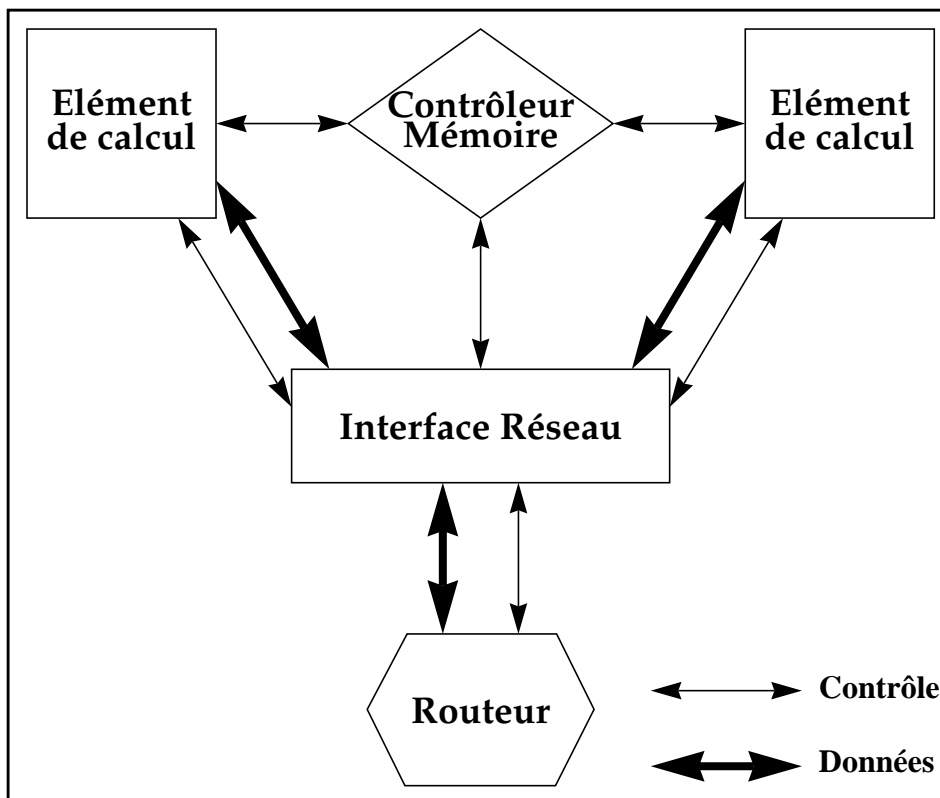 Elément
de calcul
Contrôleur
Mémoire
Elément
de calcul
Interface Réseau
Routeur
Contrôle
Données